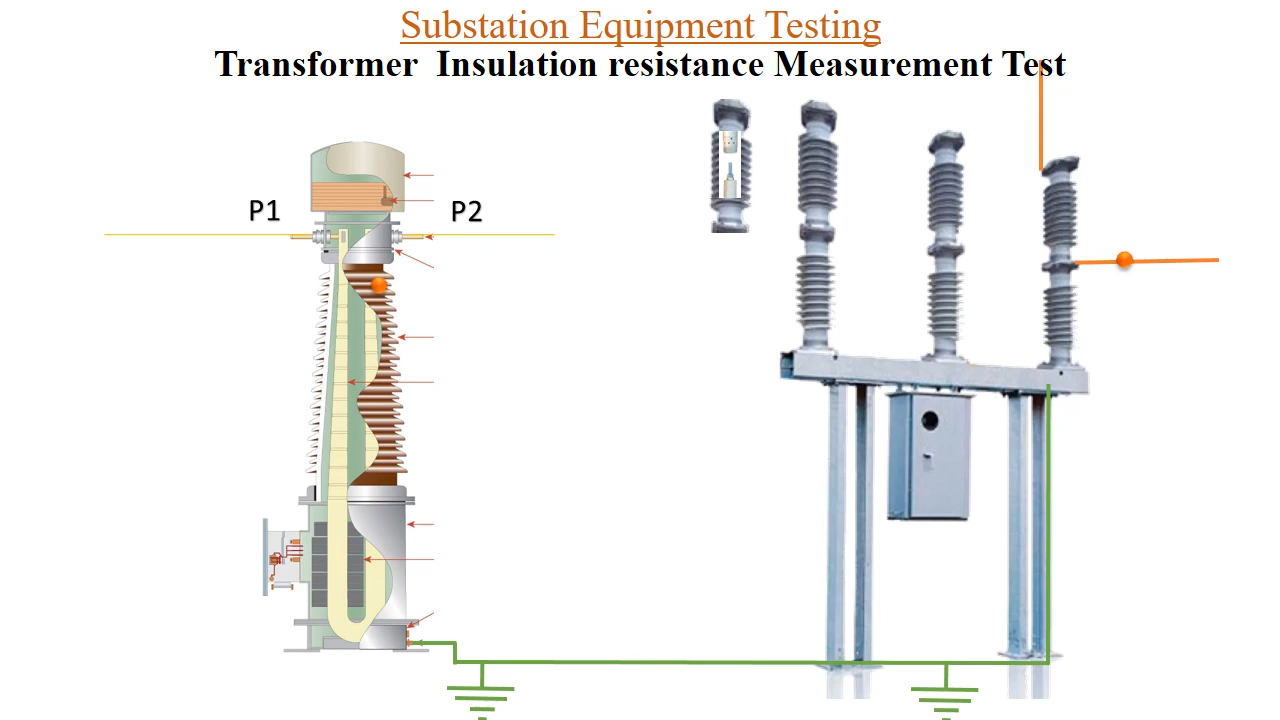 Substation Equipment Testing
Transformer Insulation resistance Measurement Test
P1
P2